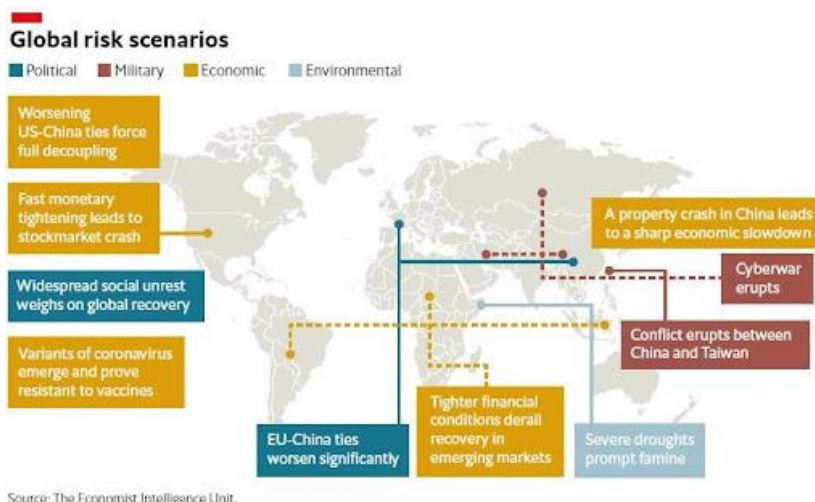 Global risk scenarios
Political Military Economic Environmental
Worsening
US-China ties force
full decoupling
Fast monetary
tightening leads to
stockmarket crash
Widespread social unrest
weighs on global recovery
Variants of coronavirus
emerge and prove
resistant to vaccines
EU-China ties
worsen significantly
Tighter financial
conditions derail
recovery in
emerging markets
Severe droughts
prompt famine
A property crash in China leads
to a sharp economic slowdown
Cyberwar
erupts
Conflict erupts between
China and Taiwan
Source: The Economist Intelligence Unit.